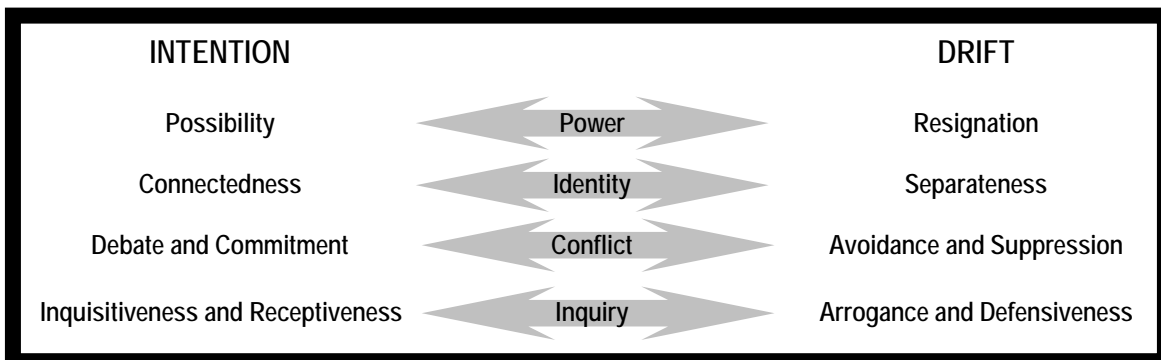 INTENTION DRIFT
Possibility Power Resignation
Connectedness Identity Separateness
Debate and Commitment Conflict Avoidance and Suppression
Inquisitiveness and Receptiveness Inquiry Arrogance and Defensiveness